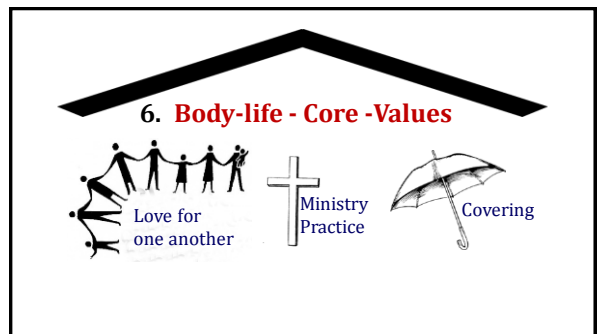 6. Body-life - Core -Values
Love for
one another
Ministry
Practice
Covering